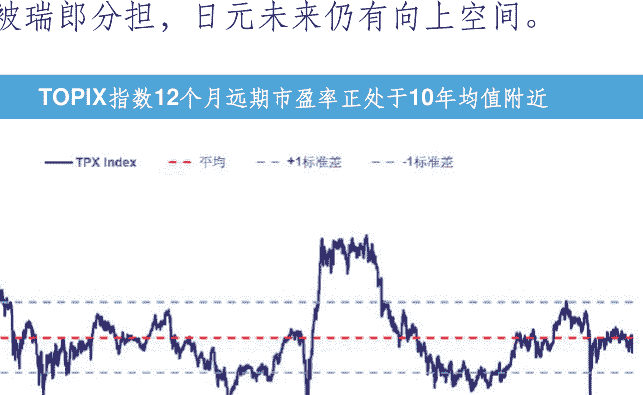 被瑞郎分担，日元未来仍有向上空间。
TOPIX指数12个月远期市盈率正处于10年均值附近
TPX Index 平均 +1标准差 -1标准差